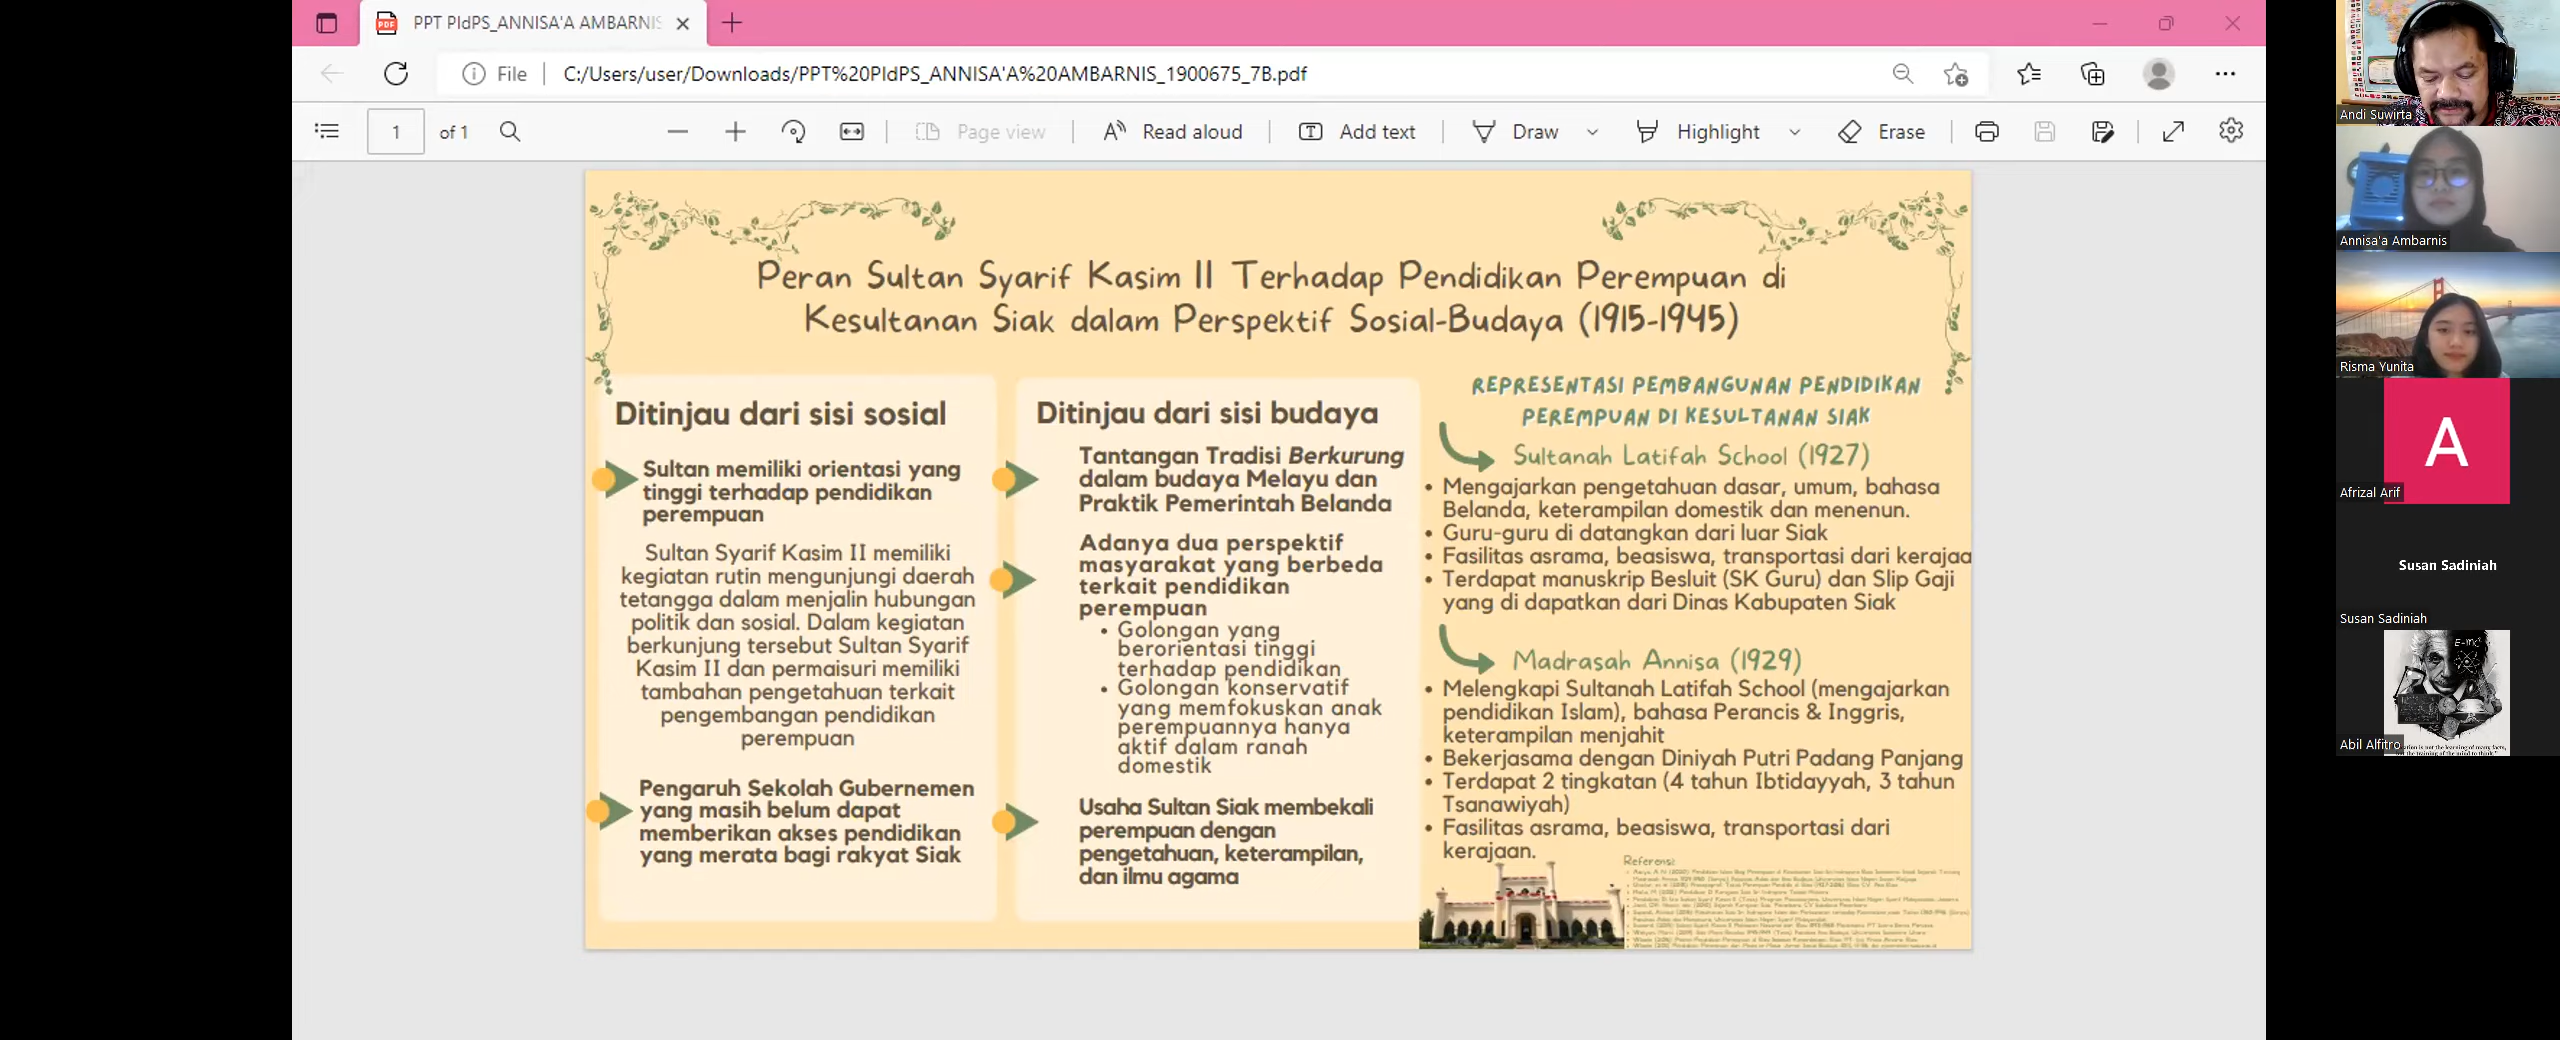 PPT PIdPS_ANNISA'A AMBARNIS
File
C:/Users/user/Downloads/PPT%20PIdPS_ANNISA'A%20AMBARNIS_1900675_7B.pdf
1 of 1
Page view
Read aloud
Add text
Draw
Highlight
Erase
Peran Sultan Syarif Kasim II Terhadap Pendidikan Perempuan di
Kesultanan Siak dalam Perspektif Sosial-Budaya (1915-1945)
Ditinjau dari sisi sosial
Sultan memiliki orientasi yang
tinggi terhadap pendidikan
perempuan
Sultan Syarif Kasim II memiliki
kegiatan rutin mengunjungi daerah
tetangga dalam menjalin hubungan
politik dan sosial. Dalam kegiatan
berkunjung tersebut Sultan Syarif
Kasim II dan permaisuri memiliki
tambahan pengetahuan terkait
pengembangan pendidikan
perempuan
Pengaruh Sekolah Gubernemen
yang masih belum dapat
memberikan akses pendidikan
yang merata bagi rakyat Siak
Ditinjau dari sisi budaya
Tantangan Tradisi Berkurung
dalam budaya Melayu dan
Praktik Pemerintah Belanda
Adanya dua perspektif
masyarakat yang berbeda
terkait pendidikan
perempuan
• Golongan yang
berorientasi tinggi
terhadap pendidikan
• Golongan konservatif
yang memfokuskan anak
perempuannya hanya
aktif dalam ranah
domestik
Usaha Sultan Siak membekali
perempuan dengan
pengetahuan, keterampilan,
dan ilmu agama
REPRESENTASI PEMBANGUNAN PENDIDIKAN
PEREMPUAN DI KESULTANAN SIAK
Sultanah Latifah School (1927)
• Mengajarkan pengetahuan dasar, umum, bahasa
Belanda, keterampilan domestik dan menenun.
• Guru-guru di datangkan dari luar Siak
• Fasilitas asrama, beasiswa, transportasi dari kerajaa
• Terdapat manuskrip Besluit (SK Guru) dan Slip Gaji
yang di dapatkan dari Dinas Kabupaten Siak
Madrasah Annisa (1929)
• Melengkapi Sultanah Latifah School (mengajarkan
pendidikan Islam), bahasa Perancis & Inggris,
keterampilan menjahit
• Bekerjasama dengan Diniyah Putri Padang Panjang
• Terdapat 2 tingkatan (4 tahun Ibtidayyah, 3 tahun
Tsanawiyah)
• Fasilitas asrama, beasiswa, transportasi dari
kerajaan.
Referensi:
Andi Suwirta
Annisa'a Ambarnis
Risma Yunita
A
Afrizal Arif
Susan Sadiniah
Susan Sadiniah
Abil Alfitro